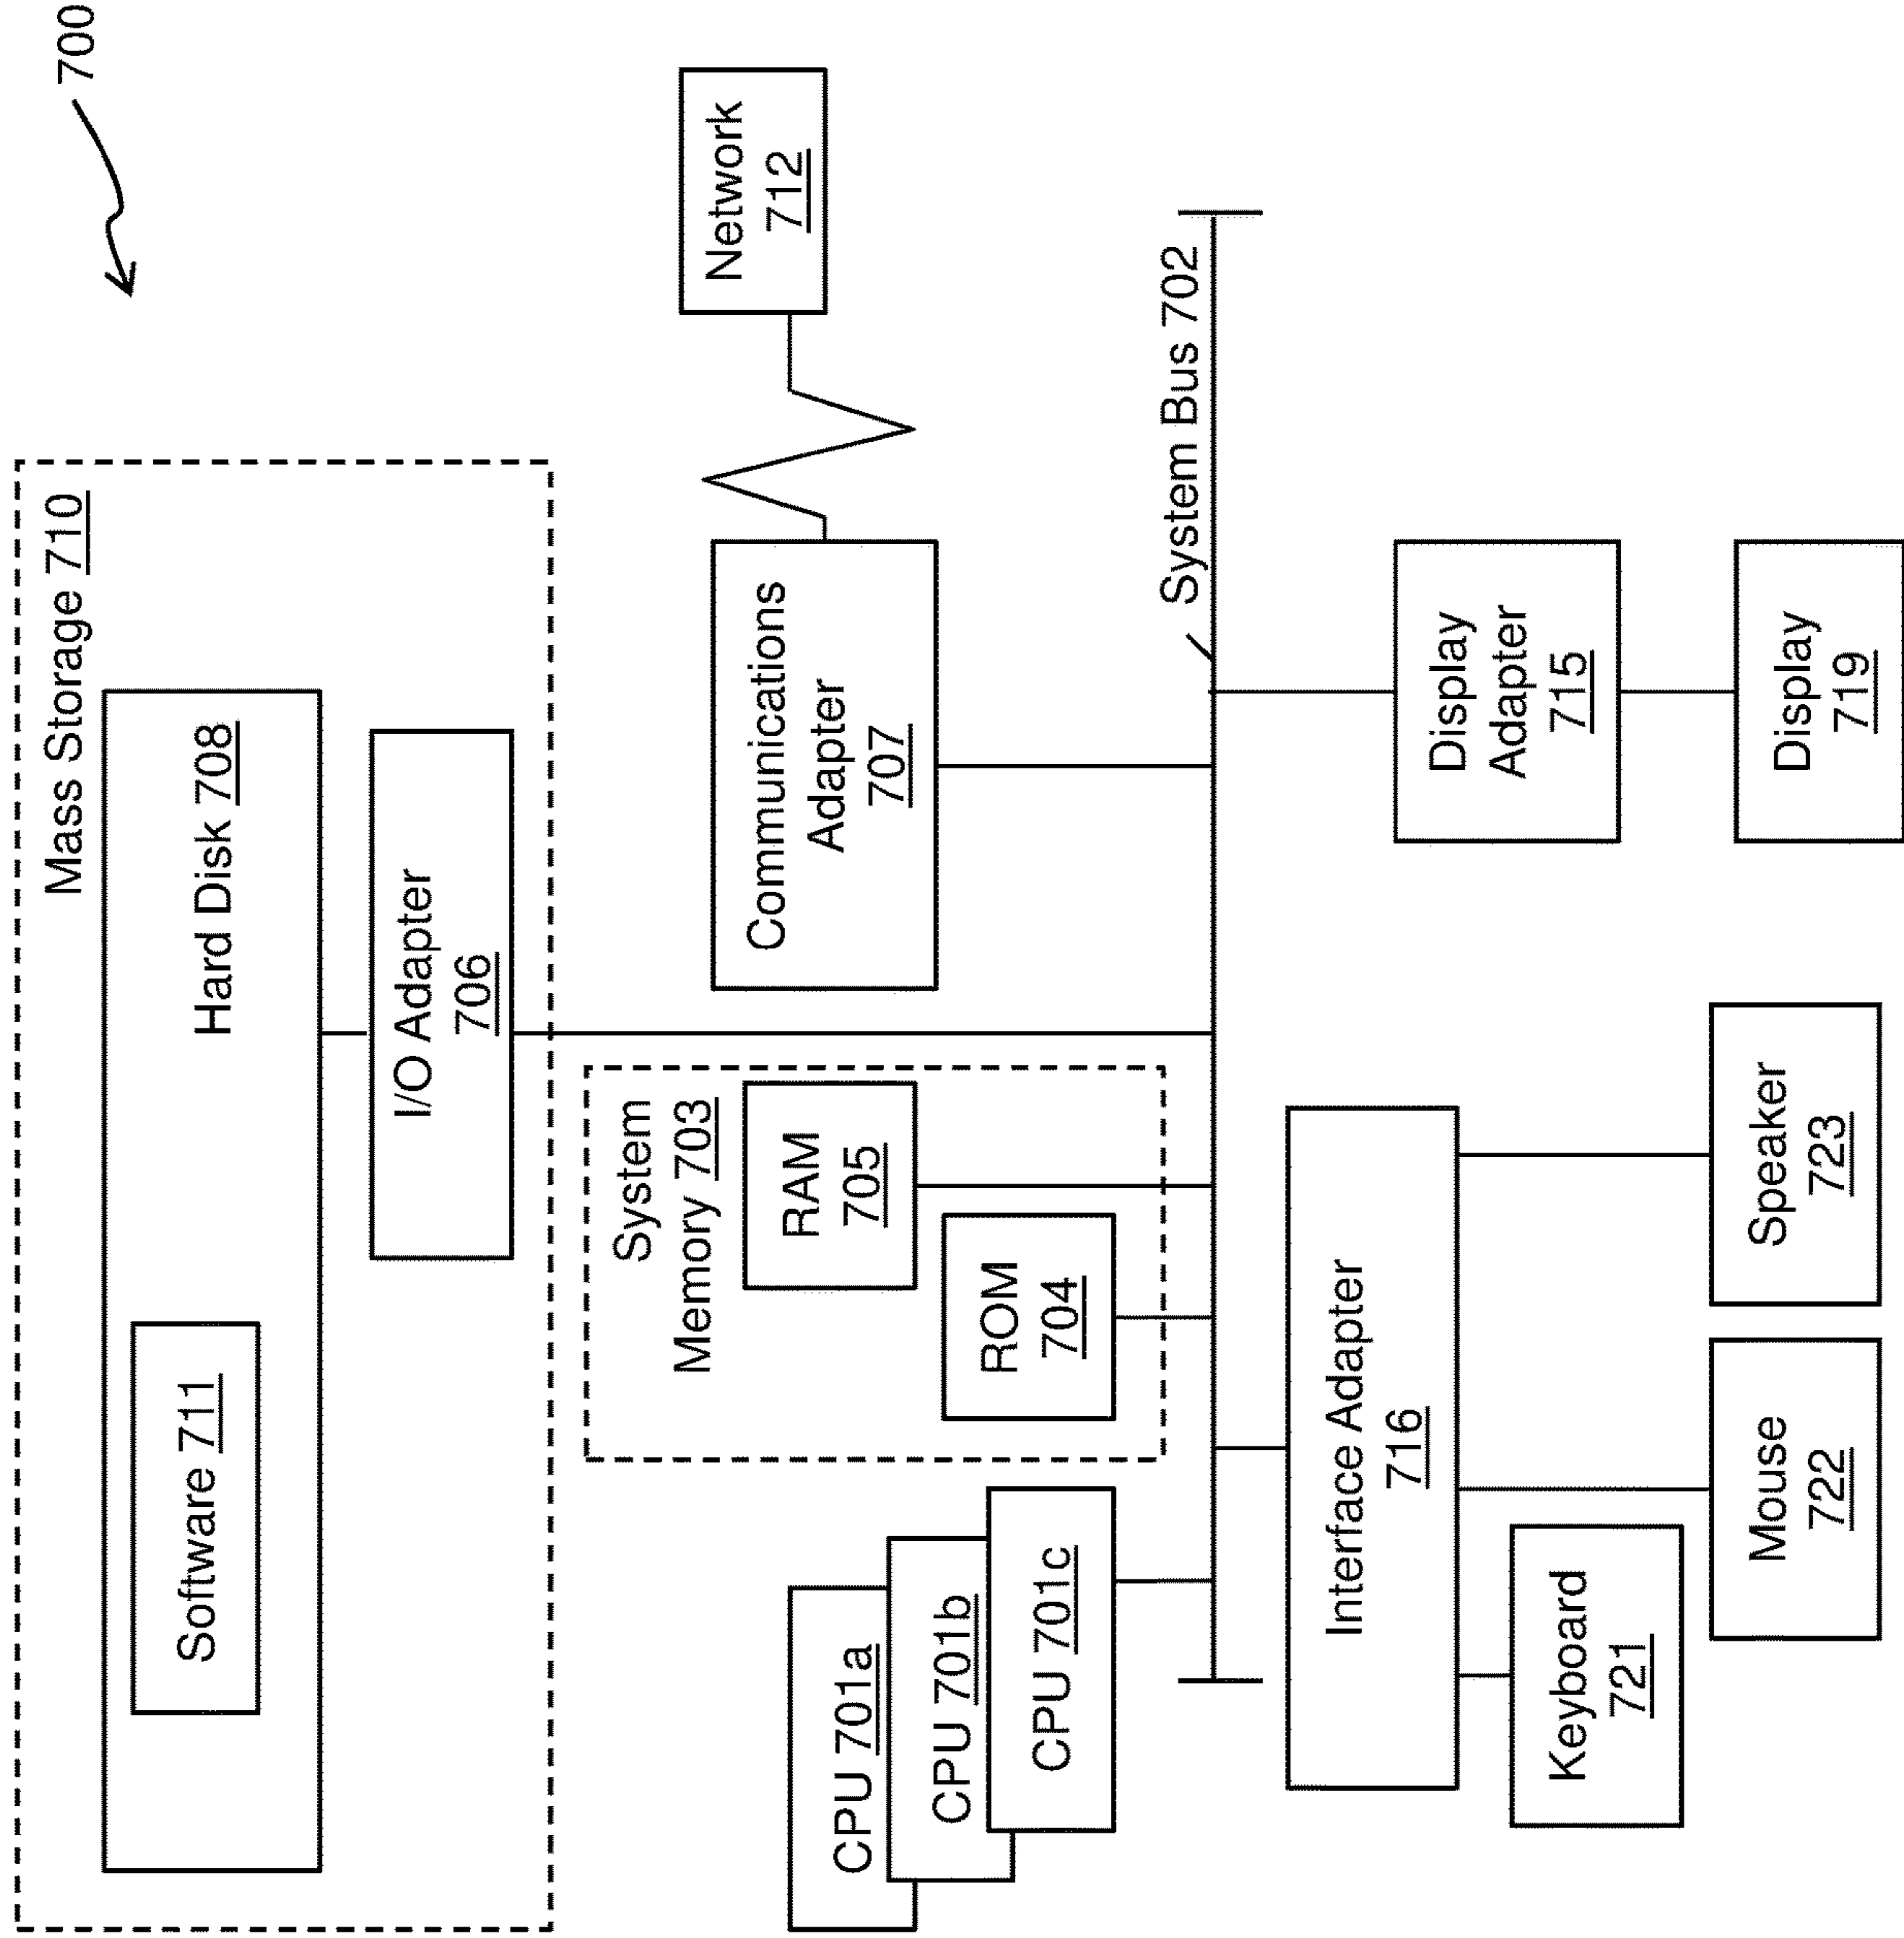 700
Mass Storage 710
Hard Disk 708
Software 711
I/O Adapter
706
System
Memory 703
RAM
705
ROM
704
CPU 701a
CPU 701b
CPU 701c
Communications
Adapter
707
Network
712
System Bus 702
Interface Adapter
716
Keyboard
721
Mouse
722
Speaker
723
Display
Adapter
715
Display
719